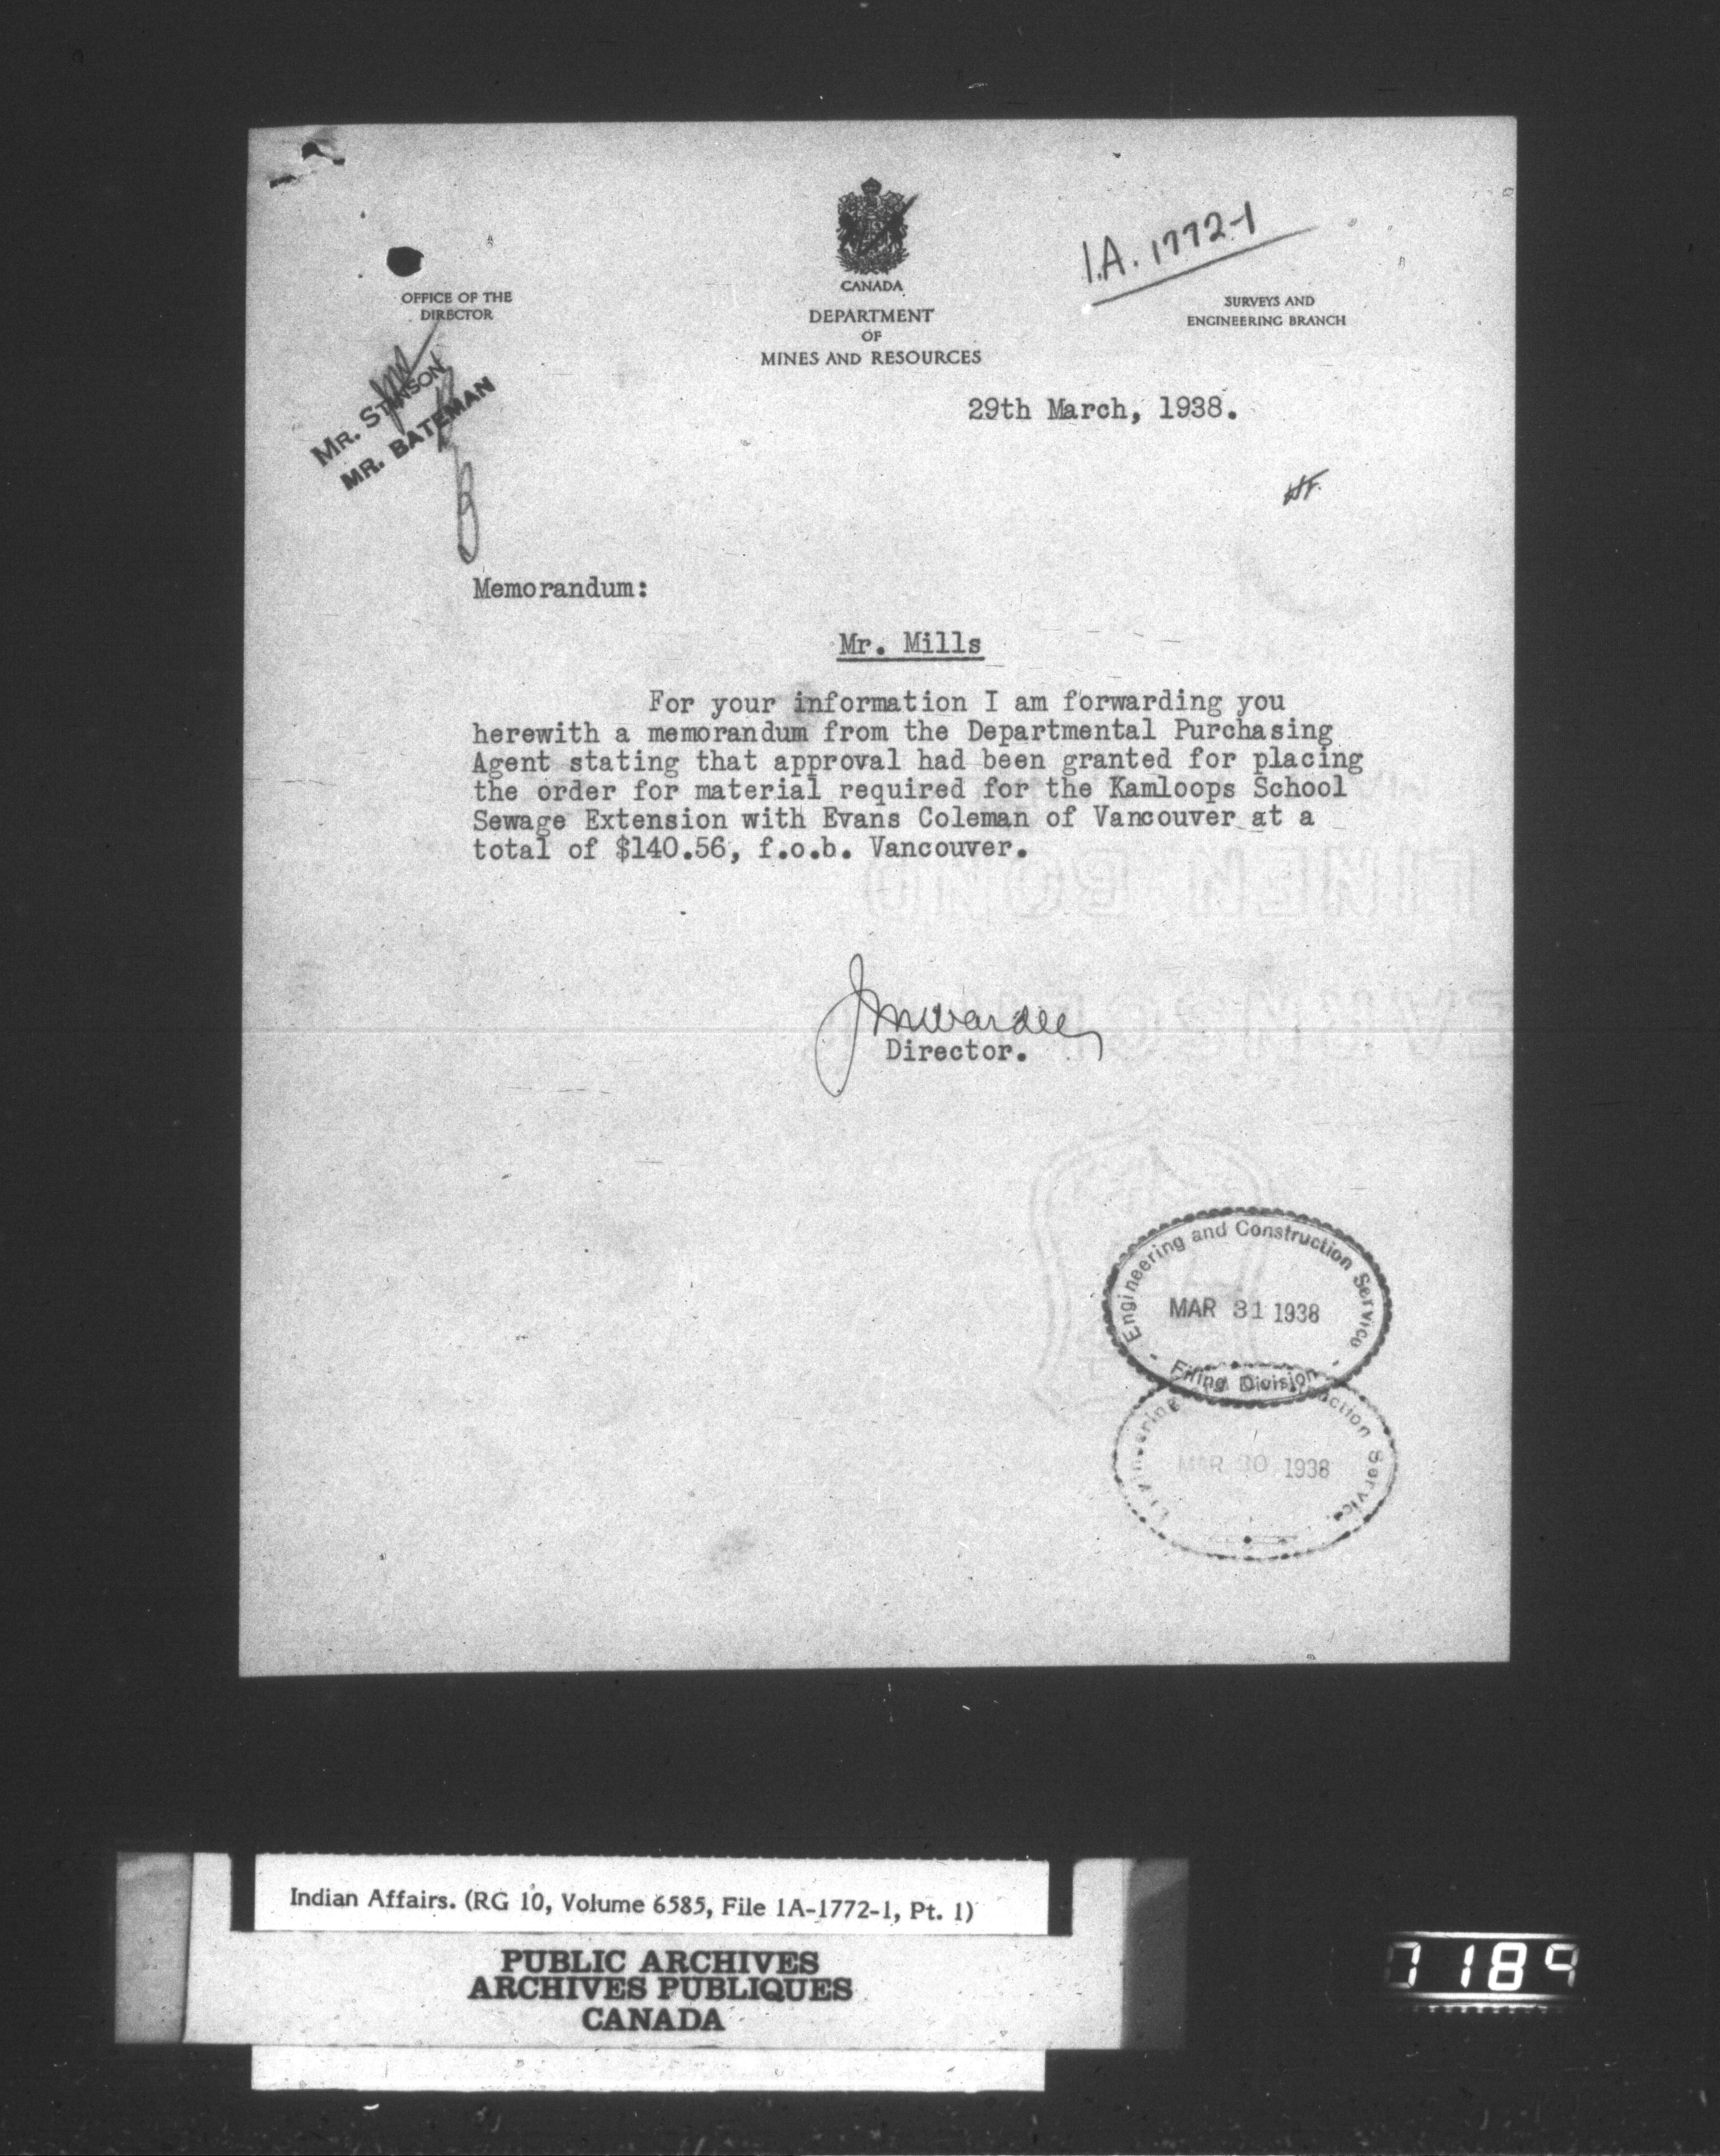 I.A. 1772-1
OFFICE OF THE
DIRECTOR
CANADA
DEPARTMENT
OF
MINES AND RESOURCES
SURVEYS AND
ENGINEERING BRANCH
MR. BATEMAN
29th March, 1938.
Memorandum:
Mr. Mills
For your information I am forwarding you
herewith a memorandum from the Departmental Purchasing
Agent stating that approval had been granted for placing
the order for material required for the Kamloops School
Sewage Extension with Evans Coleman of Vancouver at a
total of $140.56, f.o.b. Vancouver.
LINEN BOND
JMWardle
Director.
Engineering and Construction Service
MAR 31 1938
- Filing Division -
MAR 30 1938
Service
Indian Affairs. (RG 10, Volume 6585, File 1A-1772-1, Pt. 1)
PUBLIC ARCHIVES
ARCHIVES PUBLIQUES
CANADA
7189